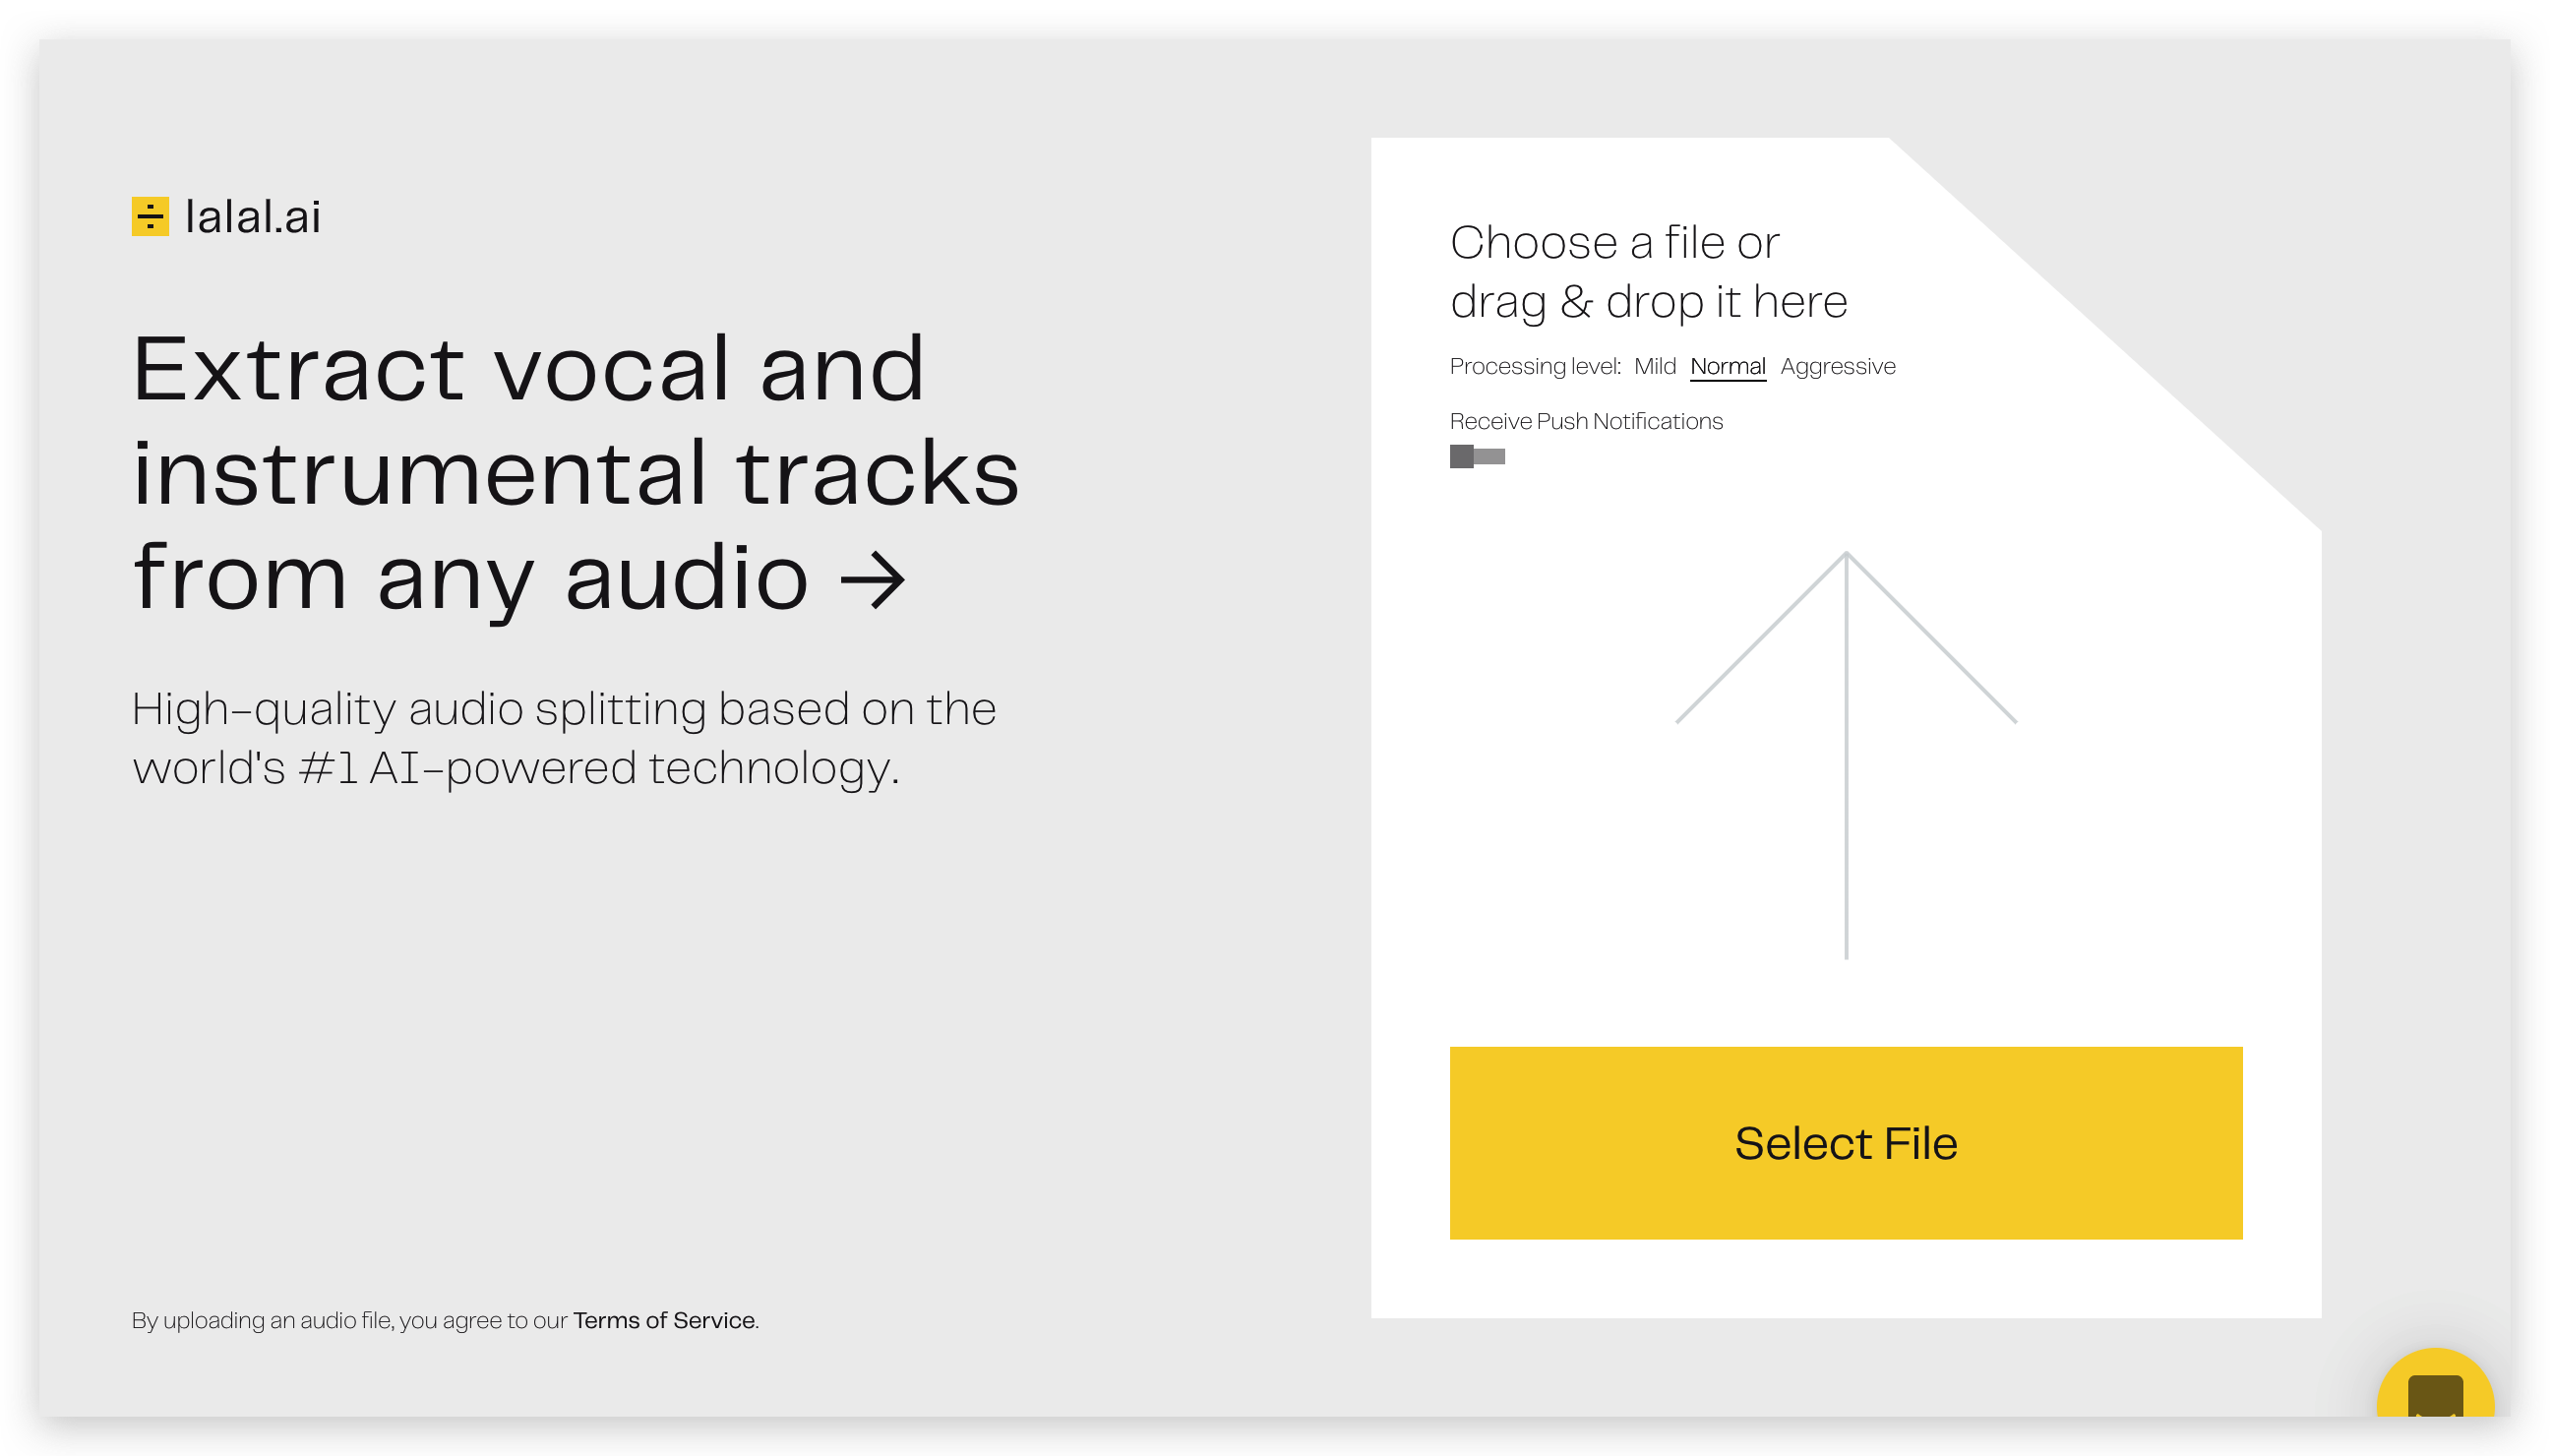 lalal.ai
Extract vocal and
instrumental tracks
from any audio →
High-quality audio splitting based on the
world's #1 AI-powered technology.
By uploading an audio file, you agree to our Terms of Service.
Choose a file or
drag & drop it here
Processing level: Mild Normal Aggressive
Receive Push Notifications
Select File